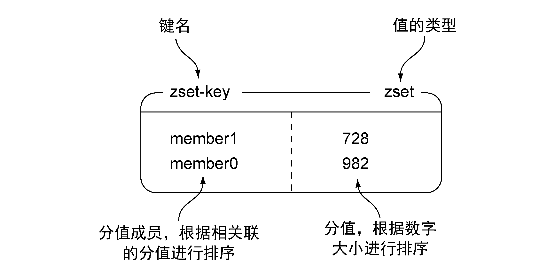 键名
值的类型
zset-key
zset
member1
728
member0
982
分值成员，根据相关联
的分值进行排序
分值，根据数字
大小进行排序